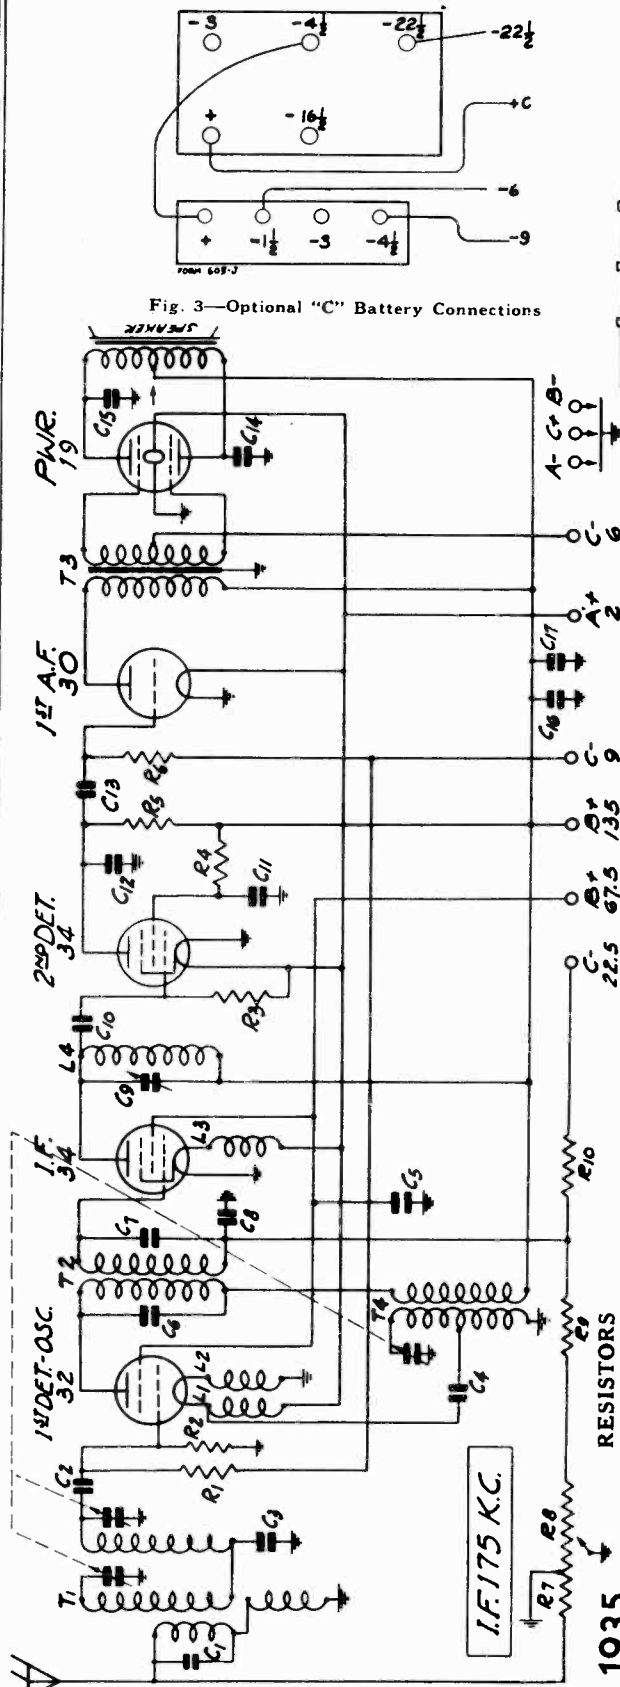 -3 -4½ -22½ -22½
+ -16½ +C
-6
+ -1½ -3 -4½ -9
FORM 609-J
Fig. 3—Optional "C" Battery Connections
SPEAKER
C15
PWR.
19
C14
T3
1ST A.F.
30
C13
R6
R5
C12
R4
C11
2ND DET.
34
C10
R3
L4
C9
I.F.
34
L3
C7
C8
C5
T2
C6
T4
1ST DET.-OSC.
32
L2
L1
C4
C2
R2
R1
C3
T1
C1
A- C+ B-
C-
6
A+
2
C17
C16
C-
9
B+
135
B+
67.5
C-
22.5
R10
R9
R8
R7
I.F. 175 K.C.
RESISTORS
1935